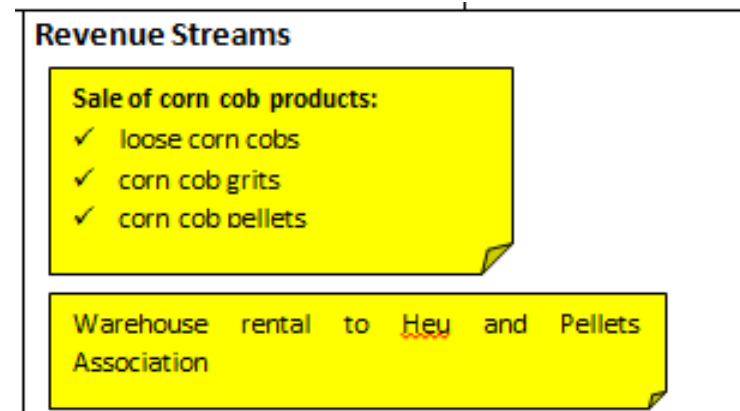 Revenue Streams
Sale of corn cob products:
✓ loose corn cobs
✓ corn cob grits
✓ corn cob pellets
Warehouse rental to Heu and Pellets
Association